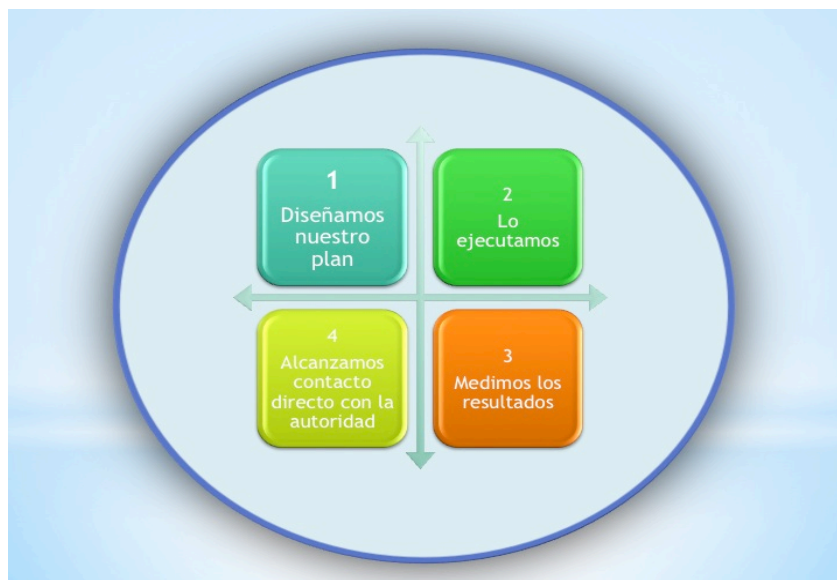 1
Diseñamos
nuestro
plan
2
Lo
ejecutamos
4
Alcanzamos
contacto
directo con la
autoridad
3
Medimos los
resultados